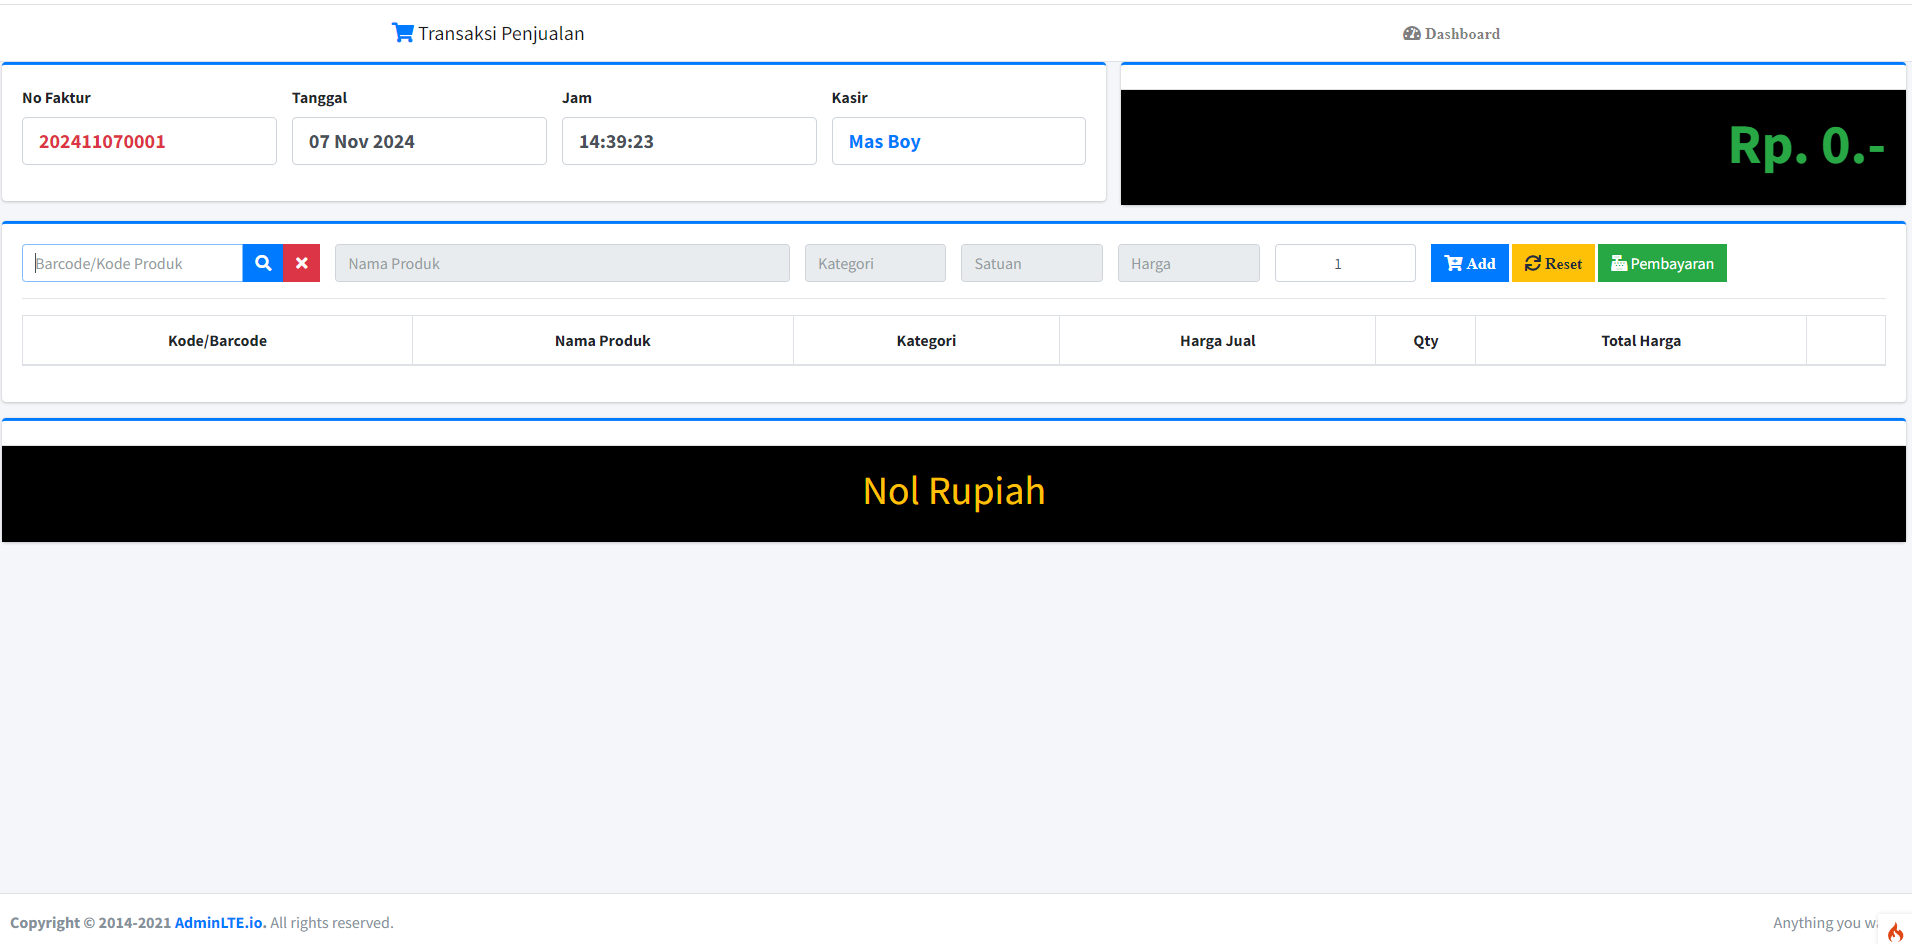 Transaksi Penjualan
Dashboard
No Faktur
Tanggal
Jam
Kasir
202411070001
07 Nov 2024
14:39:23
Mas Boy
Rp. 0.-
Barcode/Kode Produk
Nama Produk
Kategori
Satuan
Harga
1
Add
Reset
Pembayaran
Kode/Barcode
Nama Produk
Kategori
Harga Jual
Qty
Total Harga
Nol Rupiah
Copyright © 2014-2021 AdminLTE.io. All rights reserved.
Anything you